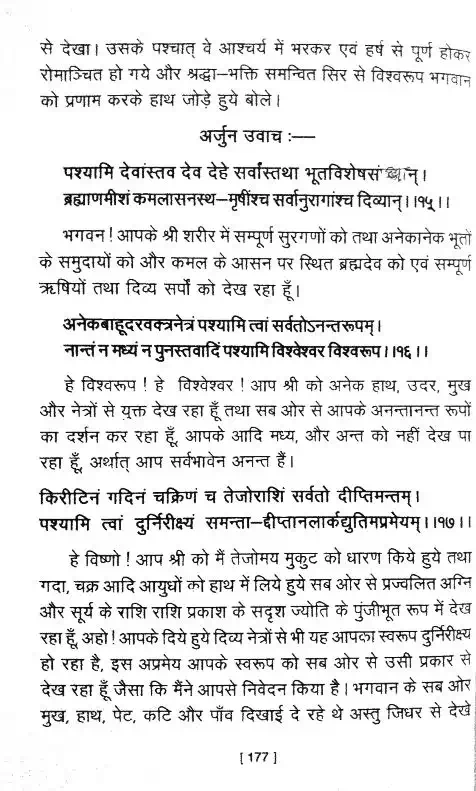 से देखा। उसके पश्चात् वे आश्चर्य में भरकर एवं हर्ष से पूर्ण होकर
रोमाञ्चित हो गये और श्रद्धा–भक्ति समन्वित सिर से विश्वरूप भगवान
को प्रणाम करके हाथ जोड़े हुये बोले।
अर्जुन उवाच :—
पश्यामि देवांस्तव देव देहे सर्वांस्तथा भूतविशेषसं
ब्रह्माणमीशं कमलासनस्थ–मृषींश्च सर्वानुरागांश्च दिव्यान्।।१५।।
भगवन! आपके श्री शरीर में सम्पूर्ण सुरगणों को तथा अनेकानेक भूतों
के समुदायों को और कमल के आसन पर स्थित ब्रह्मदेव को एवं सम्पूर्ण
ऋषियों तथा दिव्य सर्पों को देख रहा हूँ।
अनेकबाहूदरवक्त्रनेत्रं पश्यामि त्वां सर्वतोऽनन्तरूपम्।
नान्तं न मध्यं न पुनस्तवादिं पश्यामि विश्वेश्वर विश्वरूप।।१६।।
हे विश्वरूप! हे विश्वेश्वर! आप श्री को अनेक हाथ, उदर, मुख
और नेत्रों से युक्त देख रहा हूँ तथा सब ओर से आपके अनन्तानन्त रूपों
का दर्शन कर रहा हूँ, आपके आदि मध्य, और अन्त को नहीं देख पा
रहा हूँ, अर्थात् आप सर्वभावेन अनन्त हैं।
किरीटिनं गदिनं चक्रिणं च तेजोराशिं सर्वतो दीप्तिमन्तम्।
पश्यामि त्वां दुर्निरीक्ष्यं समन्ता–द्दीप्तानलार्कद्युतिमप्रमेयम्।।१७।।
हे विष्णो! आप श्री को मैं तेजोमय मुकुट को धारण किये हुये तथा
गदा, चक्र आदि आयुधों को हाथ में लिये हुये सब ओर से प्रज्वलित अग्नि
और सूर्य के राशि राशि प्रकाश के सदृश ज्योति के पुंजीभूत रूप में देख
रहा हूँ, अहो! आपके दिये हुये दिव्य नेत्रों से भी यह आपका स्वरूप दुर्निरीक्ष्य
हो रहा है, इस अप्रमेय आपके स्वरूप को सब ओर से उसी प्रकार से
देख रहा हूँ जैसा कि मैंने आपसे निवेदन किया है। भगवान के सब ओर
मुख, हाथ, पेट, कटि और पाँव दिखाई दे रहे थे अस्तु जिधर से देखे
[ 177 ]